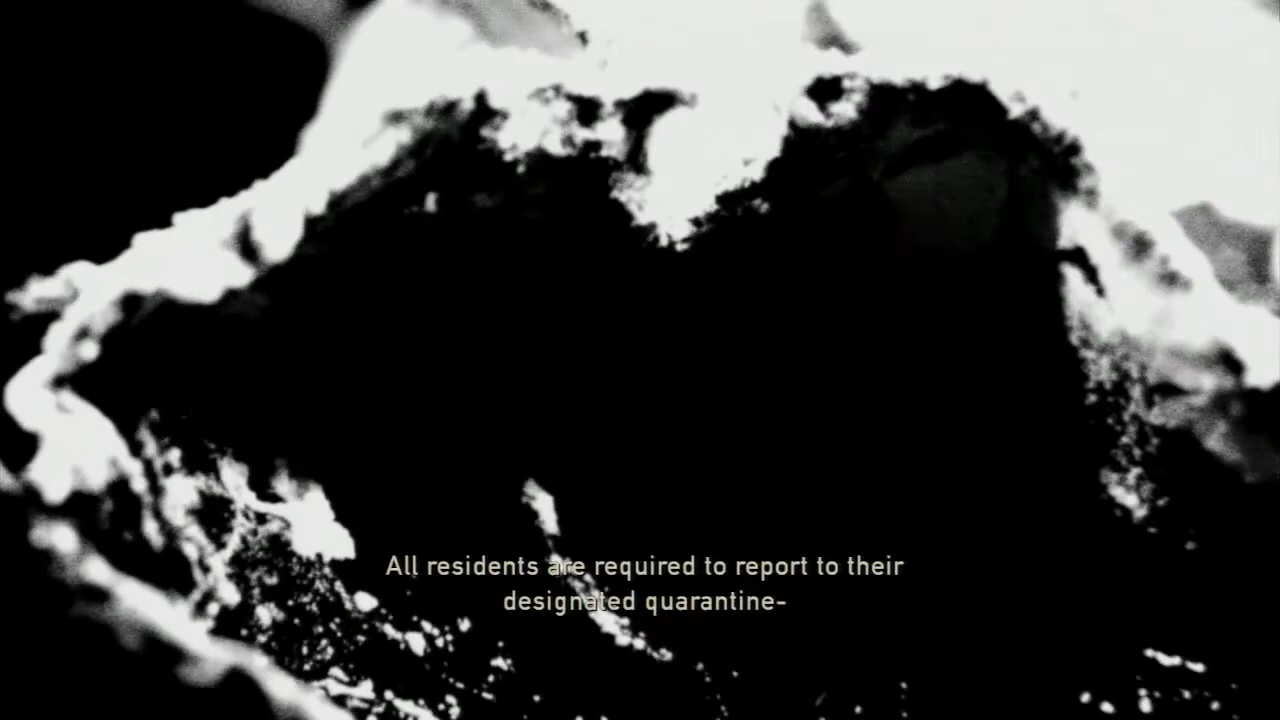 All residents are required to report to their
designated quarantine-